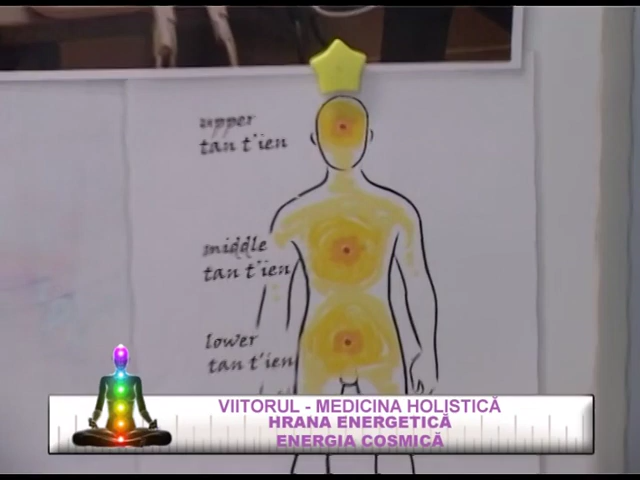 upper
tan t'ien
middle
tan t'ien
lower
tan t'ien
VIITORUL - MEDICINA HOLISTICĂ
HRANA ENERGETICĂ
ENERGIA COSMICĂ